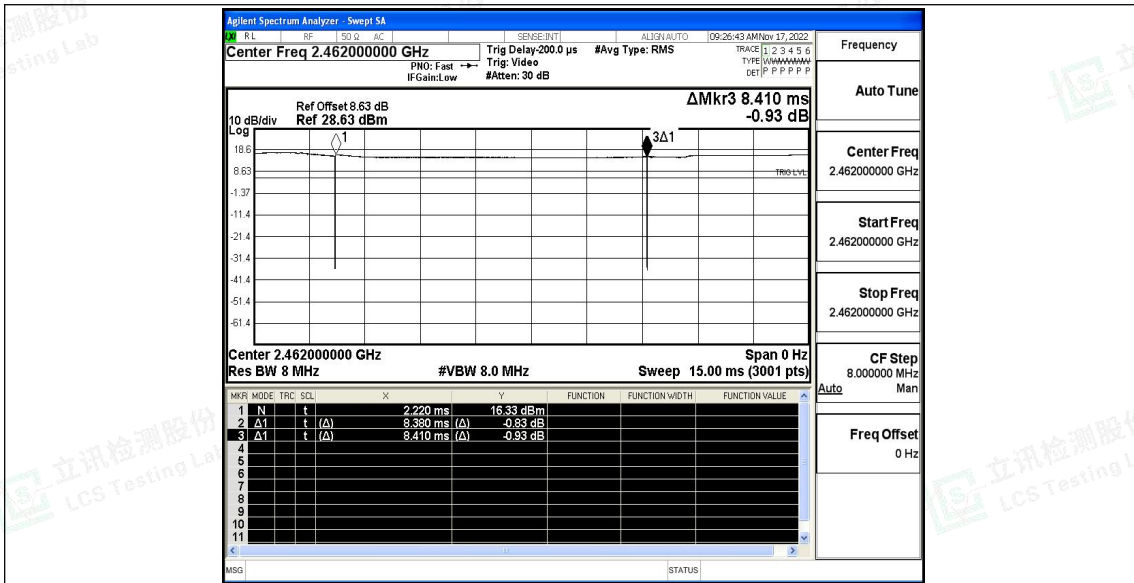 Agilent Spectrum Analyzer - Swept SA
LXI RL RF 50 Ω AC SENSE:INT ALIGN AUTO 09:26:43 AM Nov 17, 2022
Center Freq 2.462000000 GHz
PNO: Fast
IFGain:Low
Trig Delay-200.0 µs
Trig: Video
#Atten: 30 dB
#Avg Type: RMS
TRACE 1 2 3 4 5 6
TYPE WWWWWW
DET P P P P P P
ΔMkr3 8.410 ms
-0.93 dB
Ref Offset 8.63 dB
10 dB/div Ref 28.63 dBm
Log
1
3Δ1
18.6
8.63
TRIG LVL
-1.37
-11.4
-21.4
-31.4
-41.4
-51.4
-61.4
Center 2.462000000 GHz Span 0 Hz
Res BW 8 MHz #VBW 8.0 MHz Sweep 15.00 ms (3001 pts)
MKR MODE TRC SCL X Y FUNCTION FUNCTION WIDTH FUNCTION VALUE
1 N t 2.220 ms 16.33 dBm
2 Δ1 t (Δ) 8.380 ms (Δ) -0.83 dB
3 Δ1 t (Δ) 8.410 ms (Δ) -0.93 dB
4
5
6
7
8
9
10
11
MSG STATUS
Frequency
Auto Tune
Center Freq
2.462000000 GHz
Start Freq
2.462000000 GHz
Stop Freq
2.462000000 GHz
CF Step
8.000000 MHz
Auto Man
Freq Offset
0 Hz
立讯检测股份
LCS Testing Lab
立讯检测股份
LCS Testing L
测股份
sting Lab
立
L